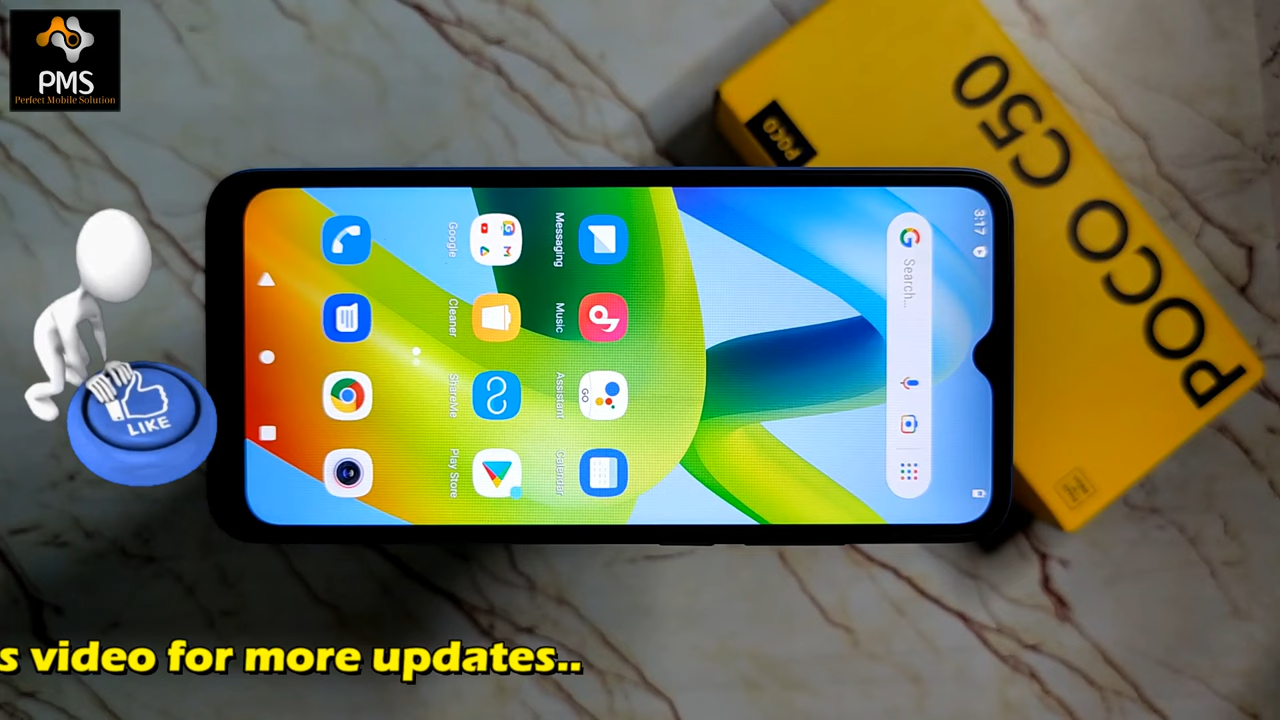 PMS
Perfect Mobile Solution
POCO
POCO C50
3:17
Search...
Messaging
Music
Assistant
Calendar
GO
Google
Cleaner
ShareMe
Play Store
LIKE
s video for more updates..